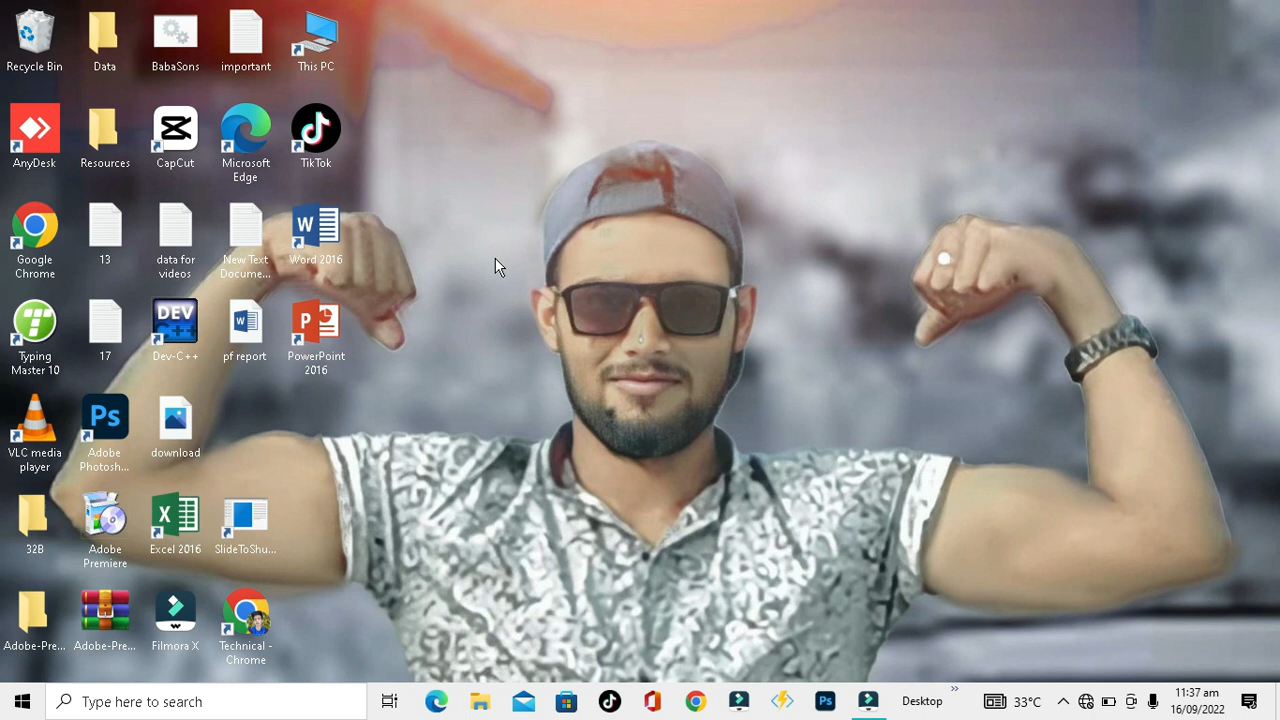 Recycle Bin
Data
BabaSons
important
This PC
AnyDesk
Resources
CapCut
Microsoft
Edge
TikTok
Google
Chrome
13
data for
videos
New Text
Docume...
W
Word 2016
Typing
Master 10
17
DEV
Dev-C++
W
pf report
P
PowerPoint
2016
VLC media
player
Ps
Adobe
Photosh...
download
32B
Adobe
Premiere
X
Excel 2016
SlideToShu...
Adobe-Pre...
Adobe-Pre...
Filmora X
Technical -
Chrome
Type here to search
Ps
Desktop
»
33°C
11:37 am
16/09/2022